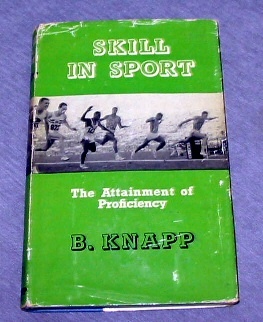 SKILL
IN SPORT
The Attainment of
Proficiency
B. KNAPP